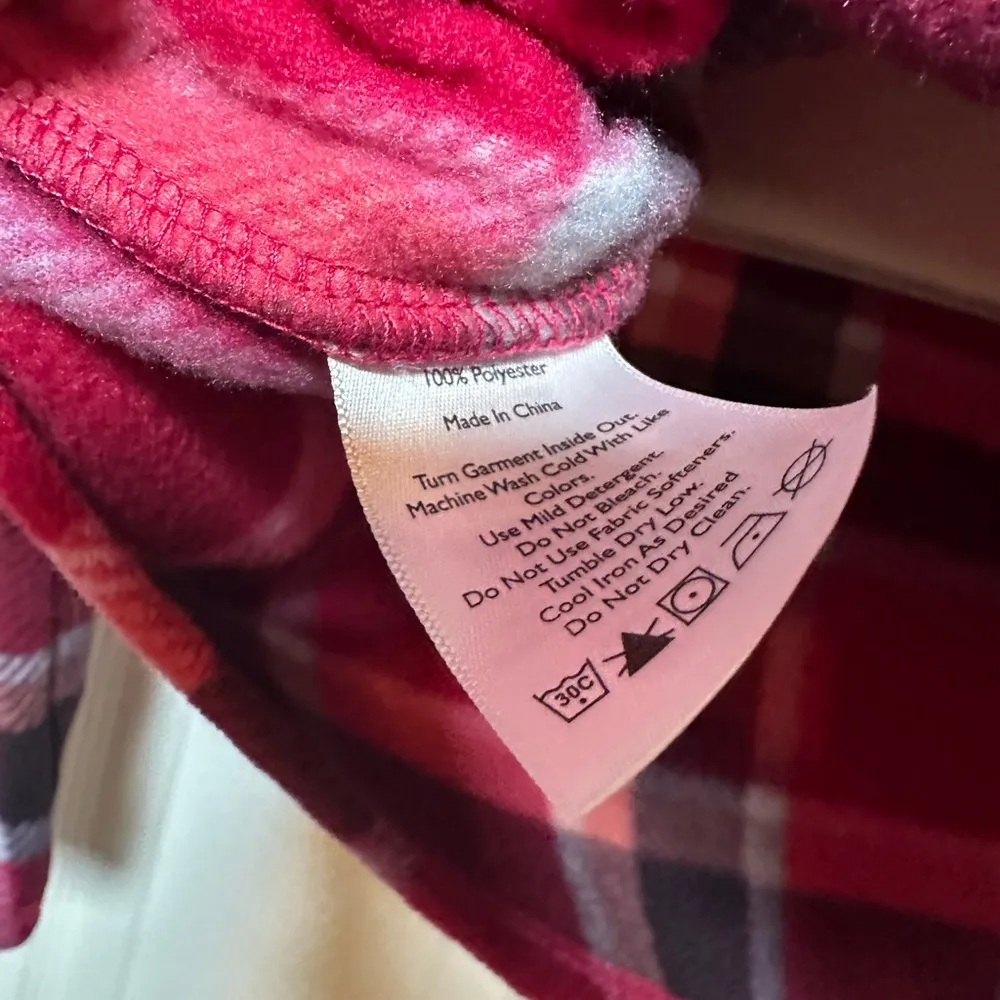 100% Polyester
Made In China
Turn Garment Inside Out.
Machine Wash Cold With Like
Colors.
Use Mild Detergent.
Do Not Bleach.
Do Not Use Fabric Softeners.
Tumble Dry Low.
Cool Iron As Desired
Do Not Dry Clean.
30C